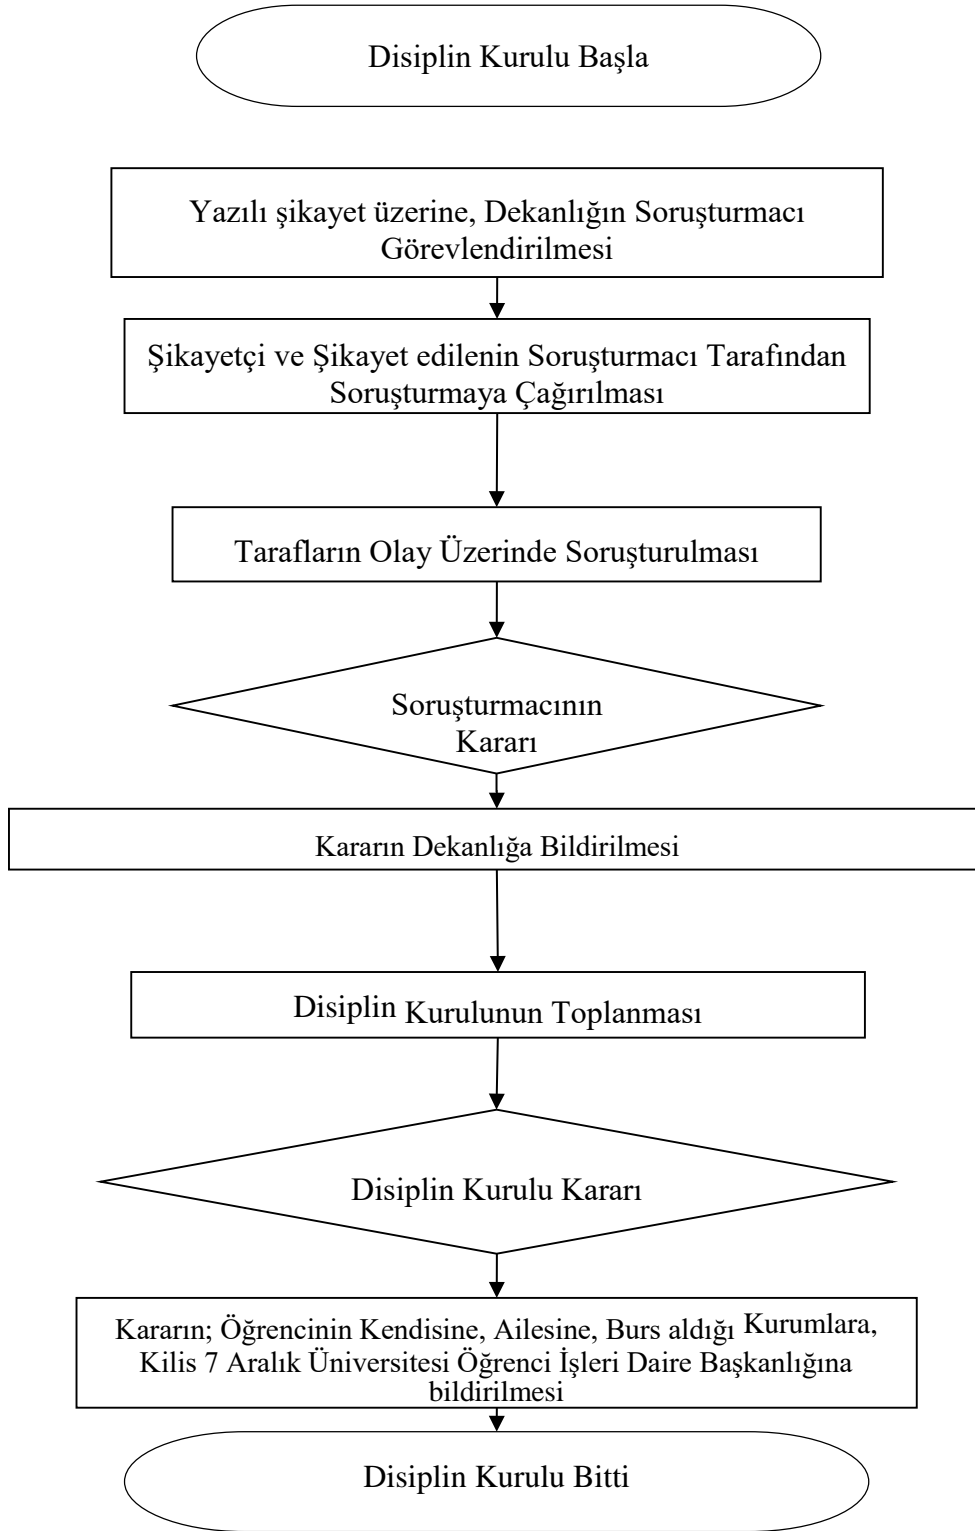 Disiplin Kurulu Başla
Yazılı şikayet üzerine, Dekanlığın Soruşturmacı
Görevlendirilmesi
Şikayetçi ve Şikayet edilenin Soruşturmacı Tarafından
Soruşturmaya Çağırılması
Tarafların Olay Üzerinde Soruşturulması
Soruşturmacının
Kararı
Kararın Dekanlığa Bildirilmesi
Disiplin Kurulunun Toplanması
Disiplin Kurulu Kararı
Kararın; Öğrencinin Kendisine, Ailesine, Burs aldığı Kurumlara,
Kilis 7 Aralık Üniversitesi Öğrenci İşleri Daire Başkanlığına
bildirilmesi
Disiplin Kurulu Bitti